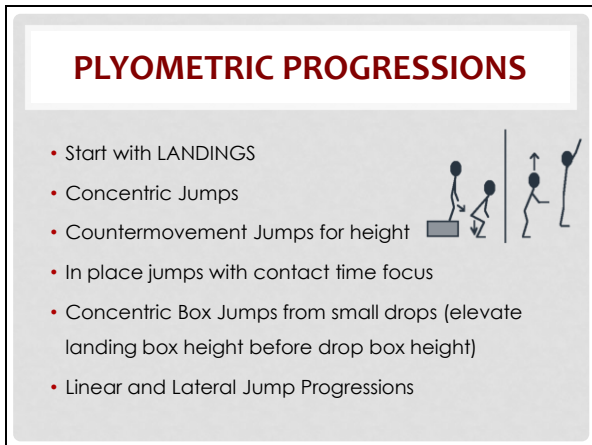 PLYOMETRIC PROGRESSIONS
• Start with LANDINGS
• Concentric Jumps
• Countermovement Jumps for height
• In place jumps with contact time focus
• Concentric Box Jumps from small drops (elevate
landing box height before drop box height)
• Linear and Lateral Jump Progressions